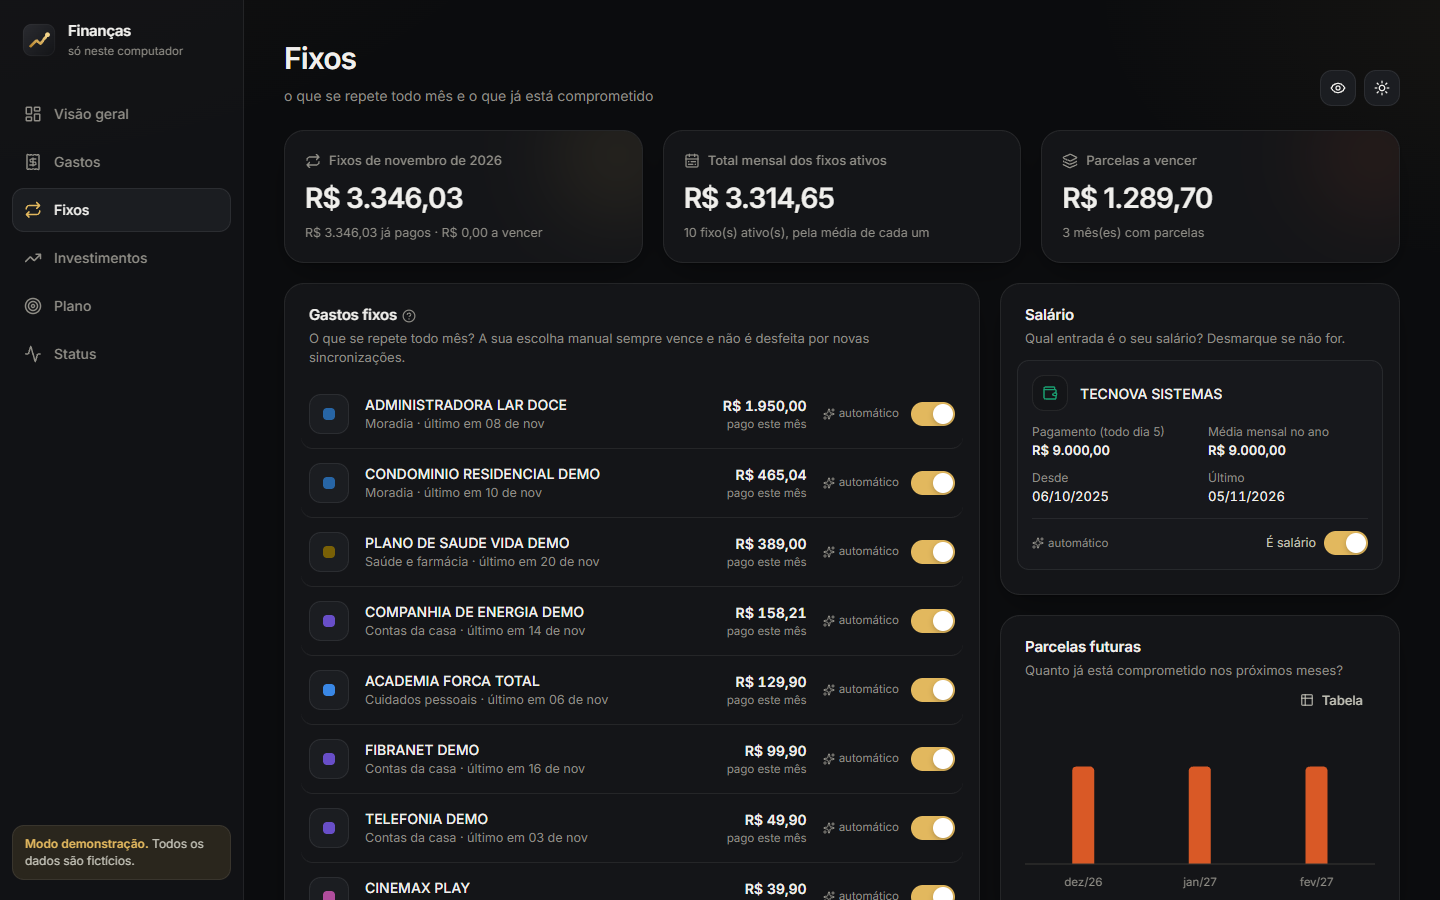 Finanças
só neste computador
Visão geral
Gastos
Fixos
Investimentos
Plano
Status
Modo demonstração. Todos os
dados são fictícios.
Fixos
o que se repete todo mês e o que já está comprometido
Fixos de novembro de 2026
R$ 3.346,03
R$ 3.346,03 já pagos · R$ 0,00 a vencer
Total mensal dos fixos ativos
R$ 3.314,65
10 fixo(s) ativo(s), pela média de cada um
Parcelas a vencer
R$ 1.289,70
3 mês(es) com parcelas
Gastos fixos
O que se repete todo mês? A sua escolha manual sempre vence e não é desfeita por novas
sincronizações.
ADMINISTRADORA LAR DOCE
Moradia · último em 08 de nov
R$ 1.950,00
pago este mês
automático
CONDOMINIO RESIDENCIAL DEMO
Moradia · último em 10 de nov
R$ 465,04
pago este mês
automático
PLANO DE SAUDE VIDA DEMO
Saúde e farmácia · último em 20 de nov
R$ 389,00
pago este mês
automático
COMPANHIA DE ENERGIA DEMO
Contas da casa · último em 14 de nov
R$ 158,21
pago este mês
automático
ACADEMIA FORCA TOTAL
Cuidados pessoais · último em 06 de nov
R$ 129,90
pago este mês
automático
FIBRANET DEMO
Contas da casa · último em 16 de nov
R$ 99,90
pago este mês
automático
TELEFONIA DEMO
Contas da casa · último em 03 de nov
R$ 49,90
pago este mês
automático
CINEMAX PLAY
R$ 39,90
automático
Salário
Qual entrada é o seu salário? Desmarque se não for.
TECNOVA SISTEMAS
Pagamento (todo dia 5)
R$ 9.000,00
Média mensal no ano
R$ 9.000,00
Desde
06/10/2025
Último
05/11/2026
automático
É salário
Parcelas futuras
Quanto já está comprometido nos próximos meses?
Tabela
dez/26
jan/27
fev/27